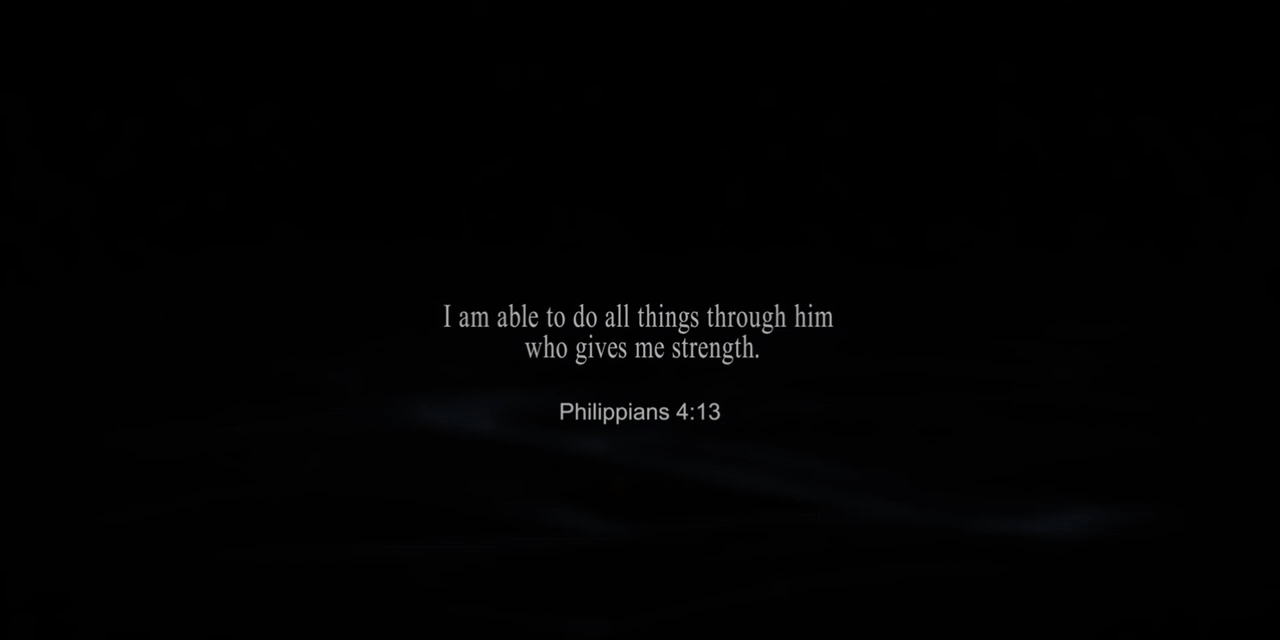 I am able to do all things through him
who gives me strength.
Philippians 4:13